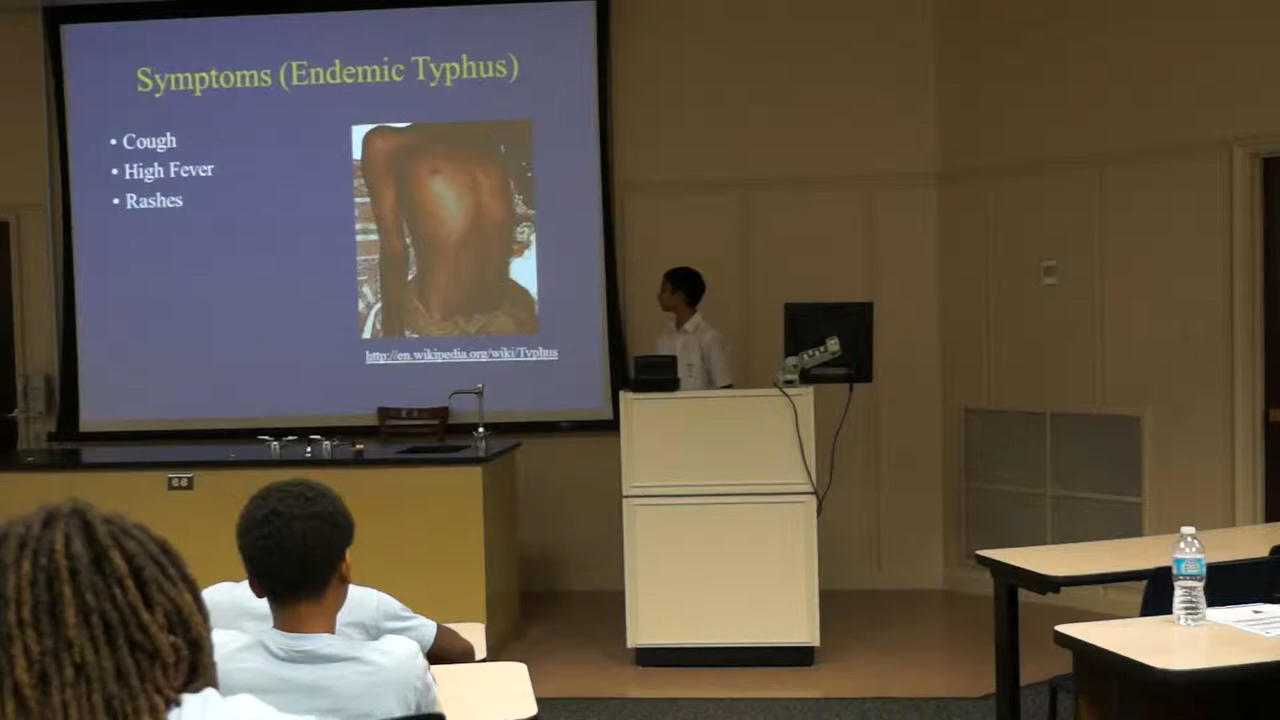 Symptoms (Endemic Typhus)
• Cough
• High Fever
• Rashes
http://en.wikipedia.org/wiki/Typhus